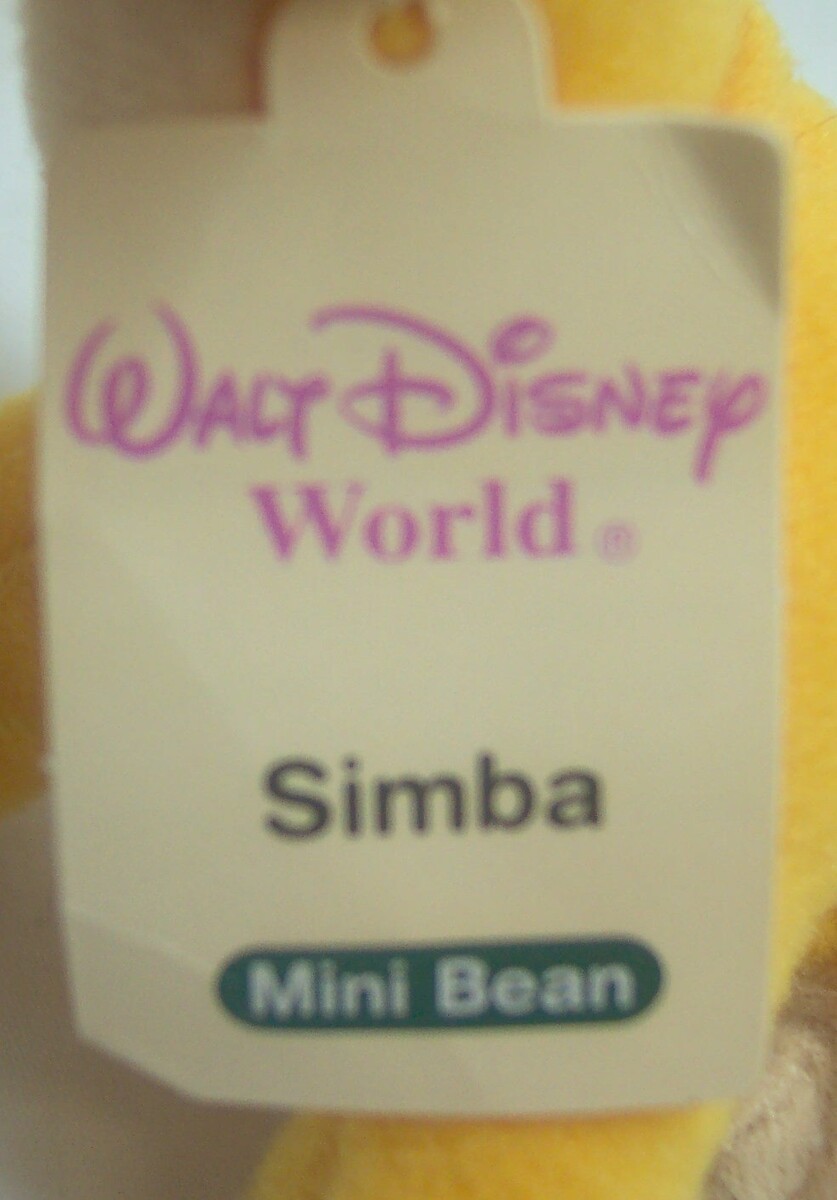 WALT DISNEY
World ®
Simba
Mini Bean